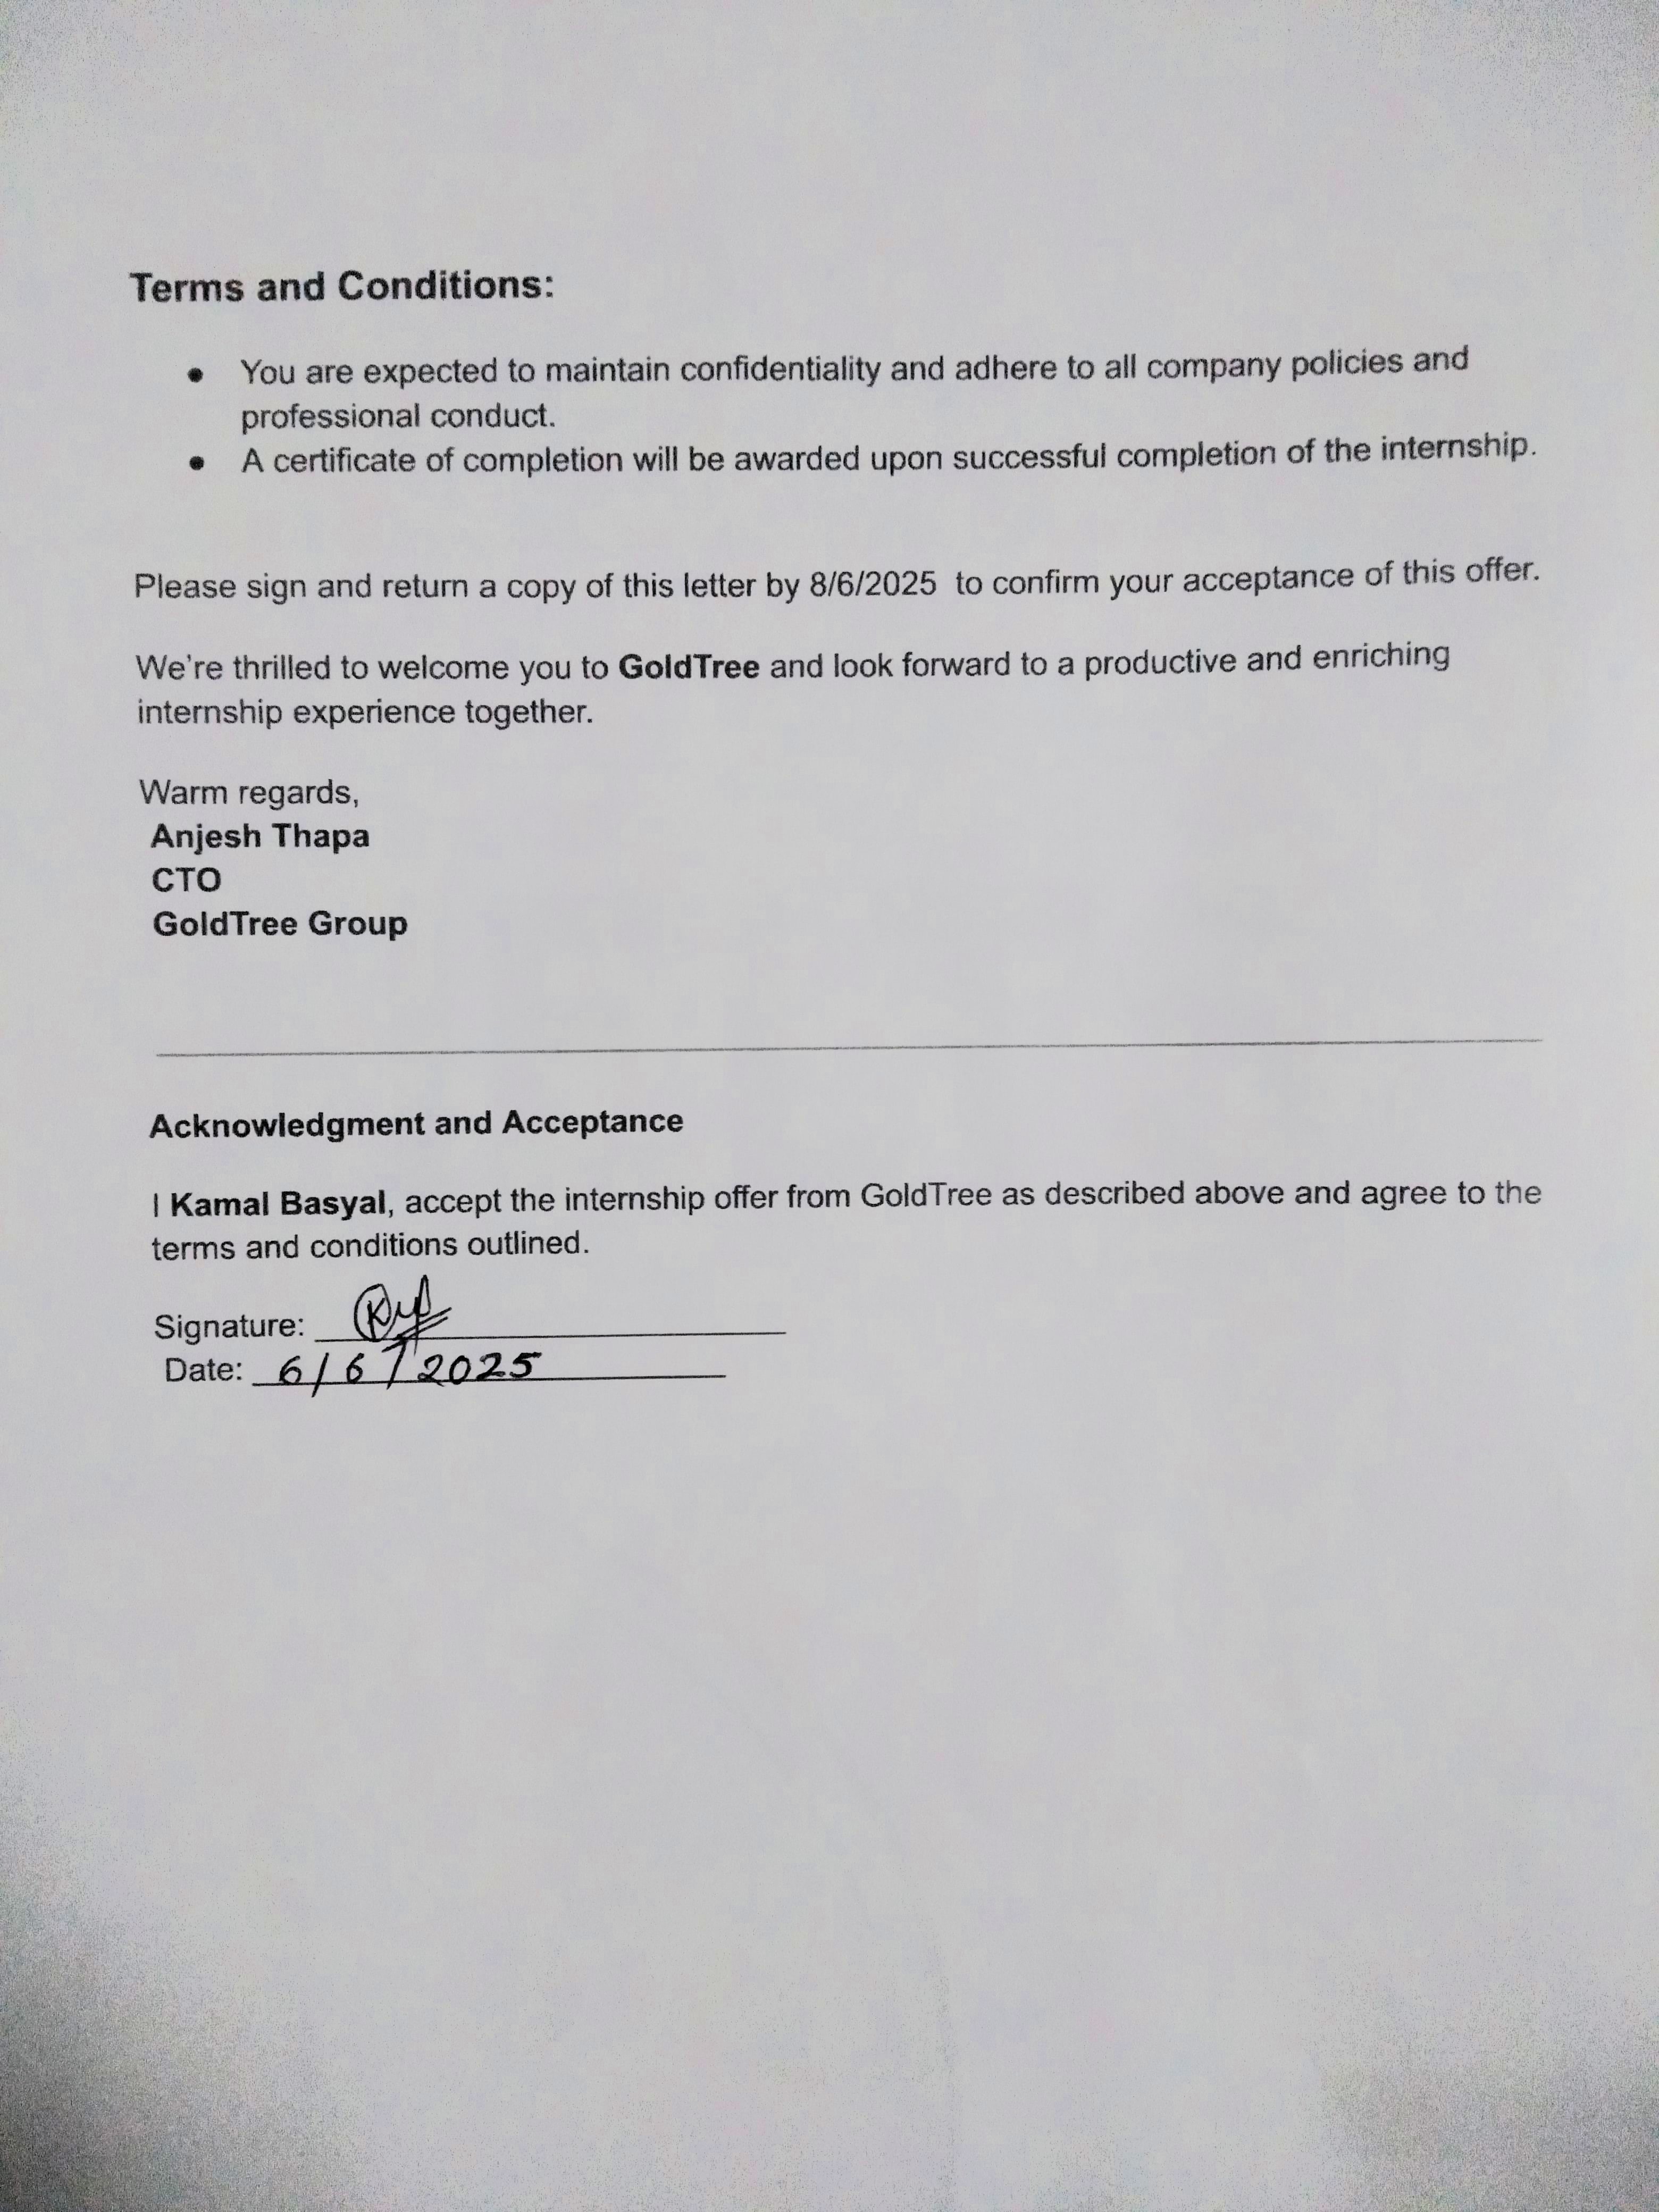 Terms and Conditions:
● You are expected to maintain confidentiality and adhere to all company policies and
professional conduct.
● A certificate of completion will be awarded upon successful completion of the internship.
Please sign and return a copy of this letter by 8/6/2025 to confirm your acceptance of this offer.
We're thrilled to welcome you to GoldTree and look forward to a productive and enriching
internship experience together.
Warm regards,
Anjesh Thapa
CTO
GoldTree Group
Acknowledgment and Acceptance
I Kamal Basyal, accept the internship offer from GoldTree as described above and agree to the
terms and conditions outlined.
Signature:
Date: 6/6/2025